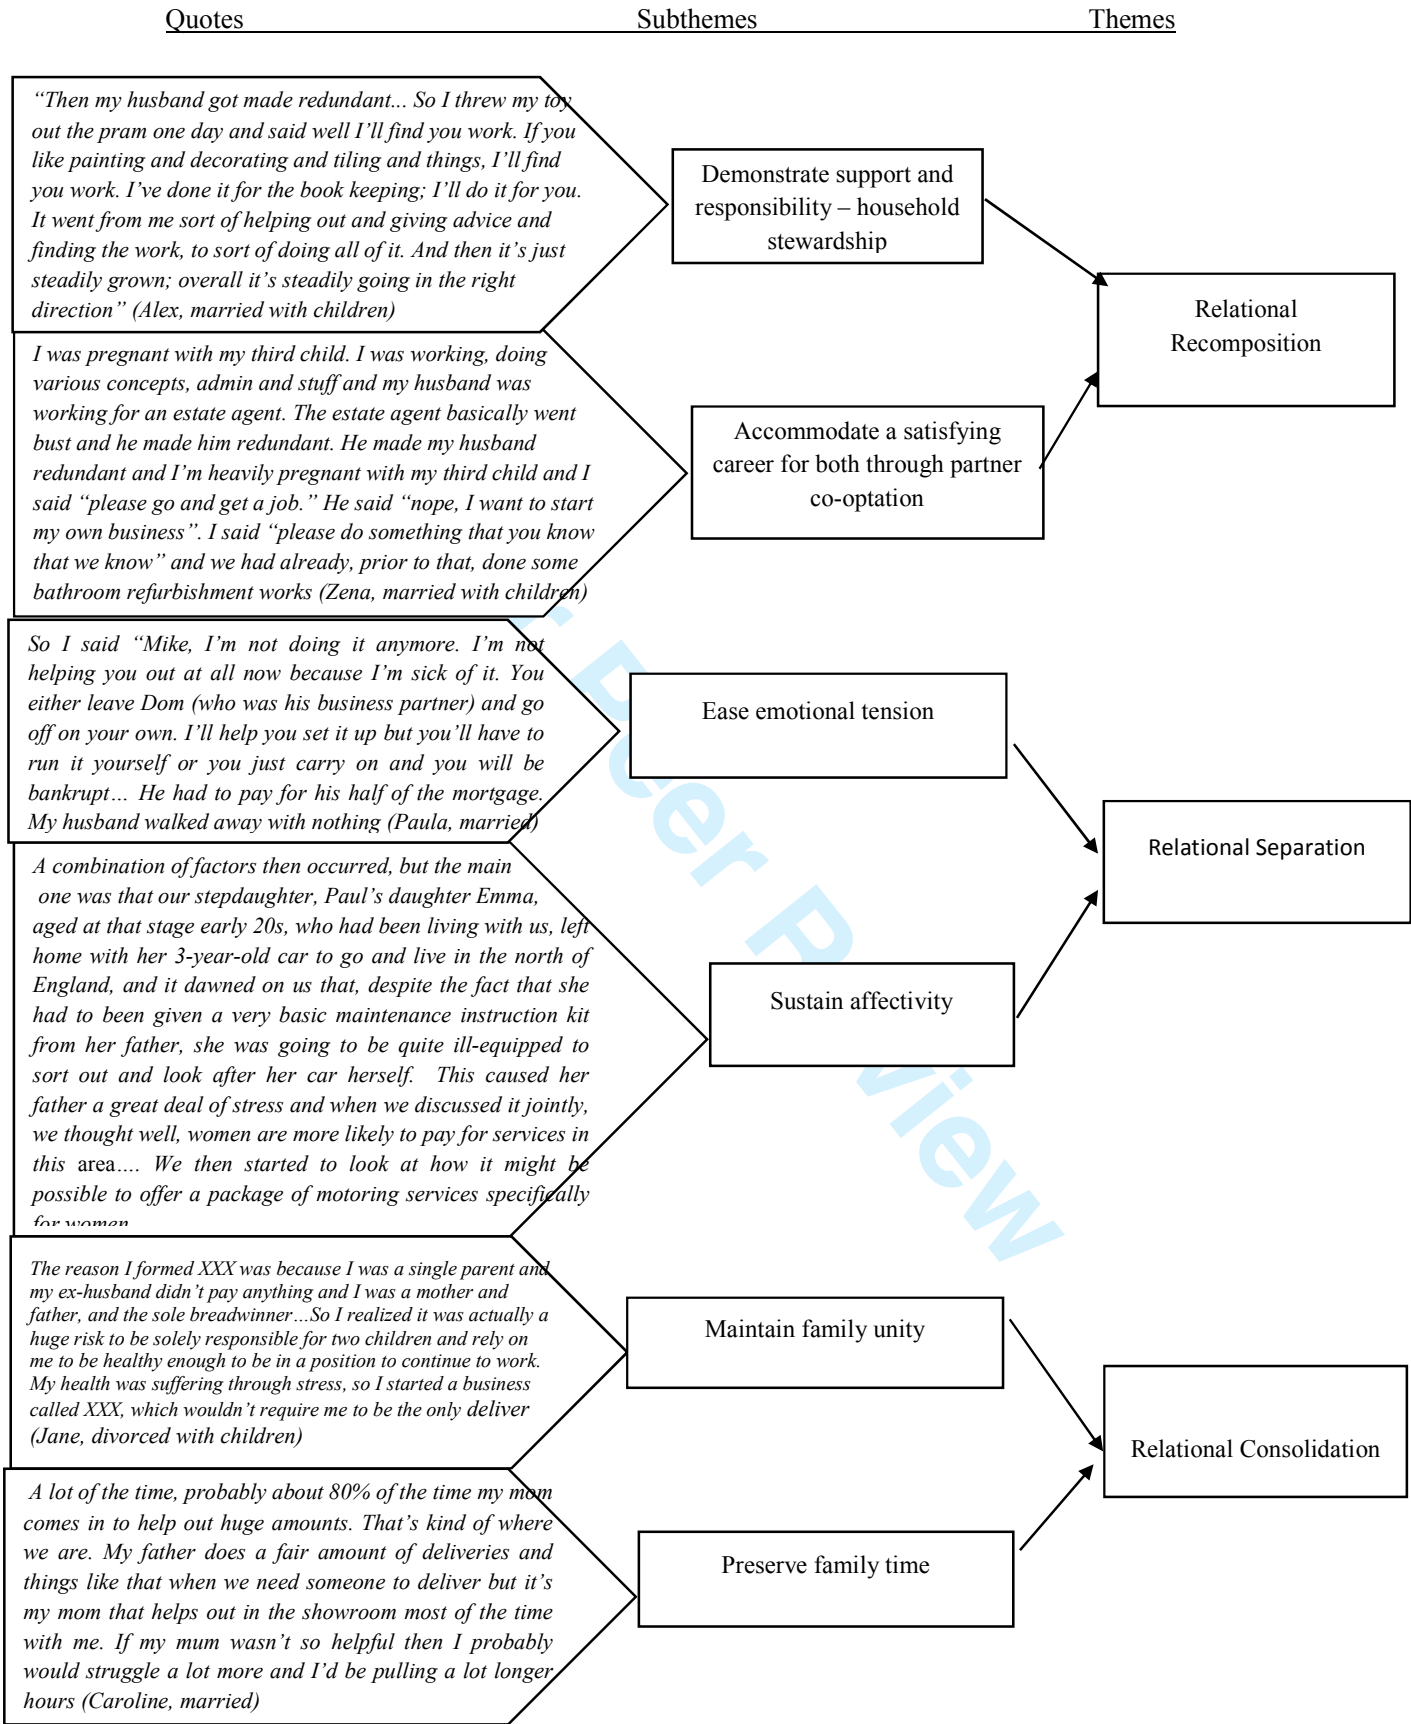 Quotes Subthemes Themes
“Then my husband got made redundant... So I threw my toy
out the pram one day and said well I’ll find you work. If you
like painting and decorating and tiling and things, I’ll find
you work. I’ve done it for the book keeping; I’ll do it for you.
It went from me sort of helping out and giving advice and
finding the work, to sort of doing all of it. And then it’s just
steadily grown; overall it’s steadily going in the right
direction” (Alex, married with children)
Demonstrate support and
responsibility – household
stewardship
Relational
Recomposition
I was pregnant with my third child. I was working, doing
various concepts, admin and stuff and my husband was
working for an estate agent. The estate agent basically went
bust and he made him redundant. He made my husband
redundant and I’m heavily pregnant with my third child and I
said “please go and get a job.” He said “nope, I want to start
my own business”. I said “please do something that you know
that we know” and we had already, prior to that, done some
bathroom refurbishment works (Zena, married with children)
Accommodate a satisfying
career for both through partner
co-optation
So I said “Mike, I’m not doing it anymore. I’m not
helping you out at all now because I’m sick of it. You
either leave Dom (who was his business partner) and go
off on your own. I’ll help you set it up but you’ll have to
run it yourself or you just carry on and you will be
bankrupt… He had to pay for his half of the mortgage.
My husband walked away with nothing (Paula, married)
Ease emotional tension
Relational Separation
A combination of factors then occurred, but the main
one was that our stepdaughter, Paul’s daughter Emma,
aged at that stage early 20s, who had been living with us, left
home with her 3-year-old car to go and live in the north of
England, and it dawned on us that, despite the fact that she
had to been given a very basic maintenance instruction kit
from her father, she was going to be quite ill-equipped to
sort out and look after her car herself. This caused her
father a great deal of stress and when we discussed it jointly,
we thought well, women are more likely to pay for services in
this area…. We then started to look at how it might be
possible to offer a package of motoring services specifically
for women
Sustain affectivity
The reason I formed XXX was because I was a single parent and
my ex-husband didn’t pay anything and I was a mother and
father, and the sole breadwinner…So I realized it was actually a
huge risk to be solely responsible for two children and rely on
me to be healthy enough to be in a position to continue to work.
My health was suffering through stress, so I started a business
called XXX, which wouldn’t require me to be the only deliver
(Jane, divorced with children)
Maintain family unity
Relational Consolidation
A lot of the time, probably about 80% of the time my mom
comes in to help out huge amounts. That’s kind of where
we are. My father does a fair amount of deliveries and
things like that when we need someone to deliver but it’s
my mom that helps out in the showroom most of the time
with me. If my mum wasn’t so helpful then I probably
would struggle a lot more and I’d be pulling a lot longer
hours (Caroline, married)
Preserve family time